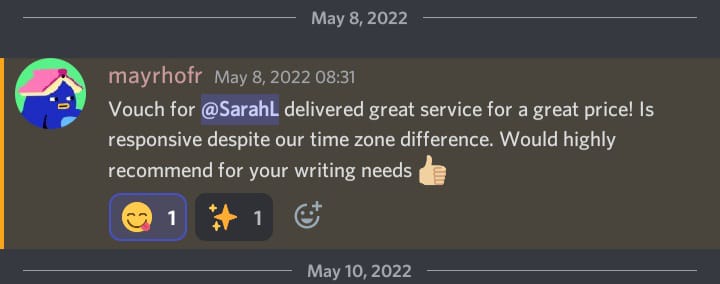 May 8, 2022
mayrhofr May 8, 2022 08:31
Vouch for @SarahL delivered great service for a great price! Is
responsive despite our time zone difference. Would highly
recommend for your writing needs 👍🏼
😋 1 ✨ 1
May 10, 2022